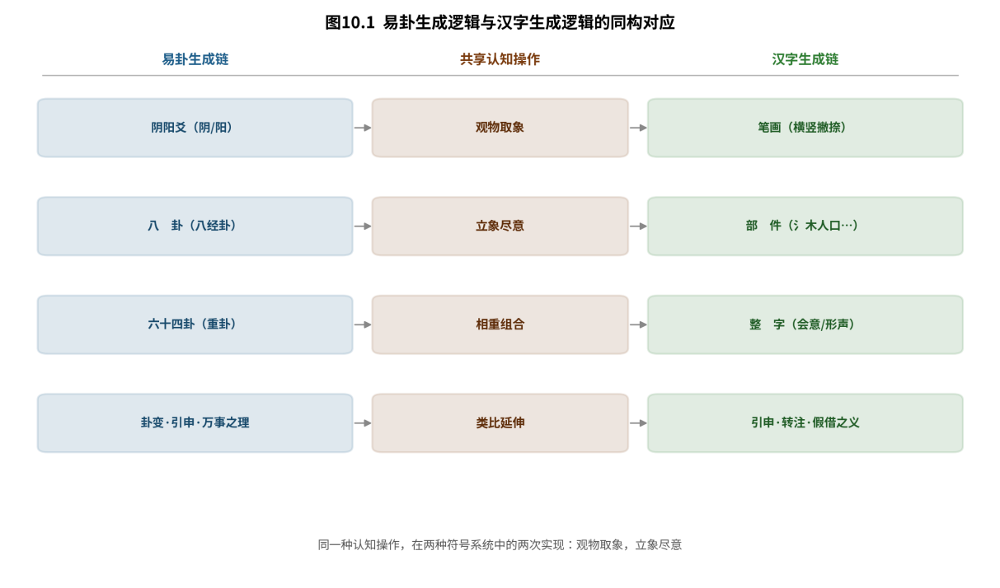 图10.1 易卦生成逻辑与汉字生成逻辑的同构对应
易卦生成链 共享认知操作 汉字生成链
阴阳爻（阴/阳） 观物取象 笔画（横竖撇捺）
八　卦（八经卦） 立象尽意 部　件（氵木人口…）
六十四卦（重卦） 相重组合 整　字（会意/形声）
卦变·引申·万事之理 类比延伸 引申·转注·假借之义
同一种认知操作，在两种符号系统中的两次实现：观物取象，立象尽意